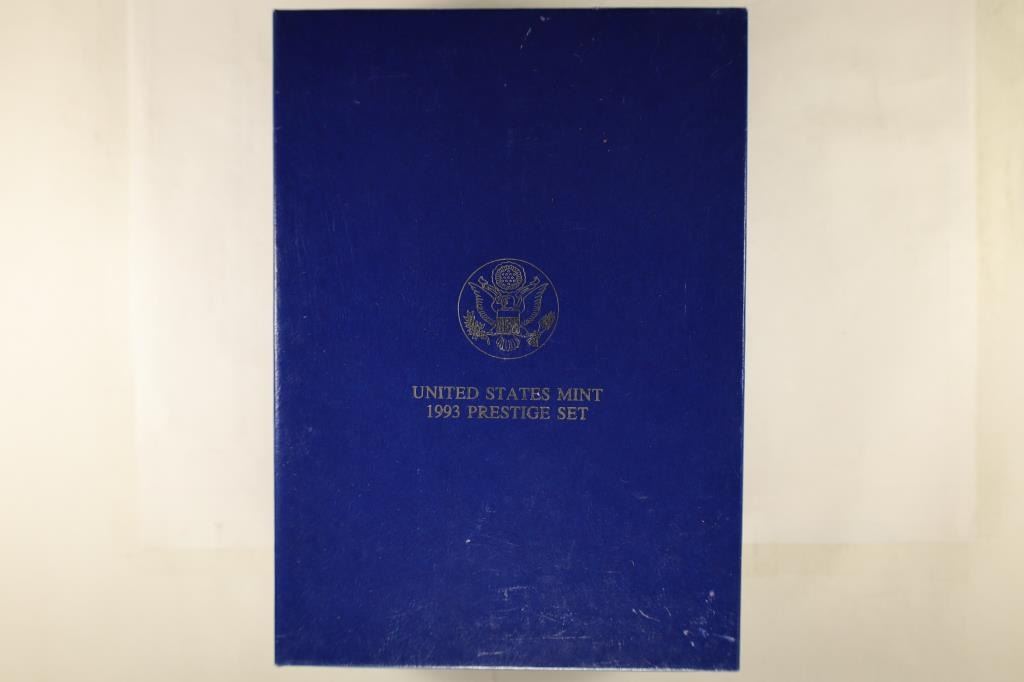 UNITED STATES MINT
1993 PRESTIGE SET